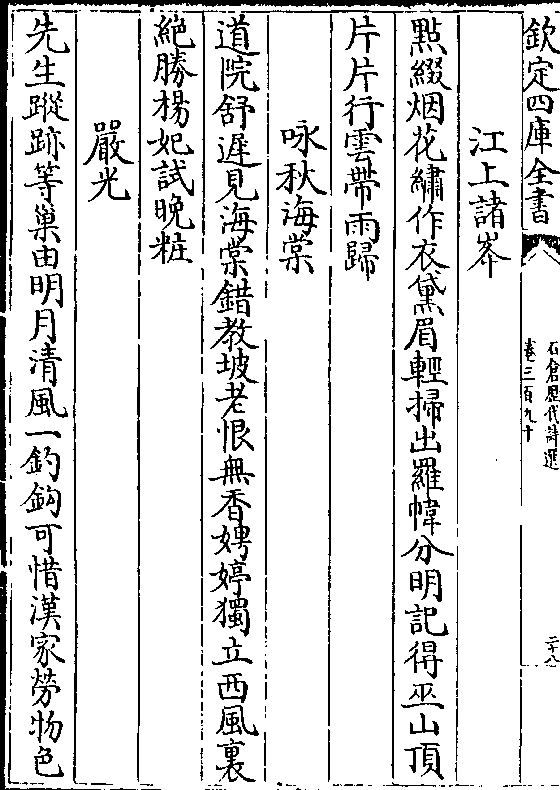 欽定四庫全書
石倉歷代詩選
卷三百九十
二十八
江上諸峯
點綴烟花繡作衣黛眉輕掃出羅幃分明記得巫山頂
片片行雲帶雨歸
咏秋海棠
道院舒遲見海棠錯教坡老恨無香娉婷獨立西風裏
絶勝楊妃試晚粧
嚴光
先生蹤跡等巢由明月清風一釣鈎可惜漢家勞物色